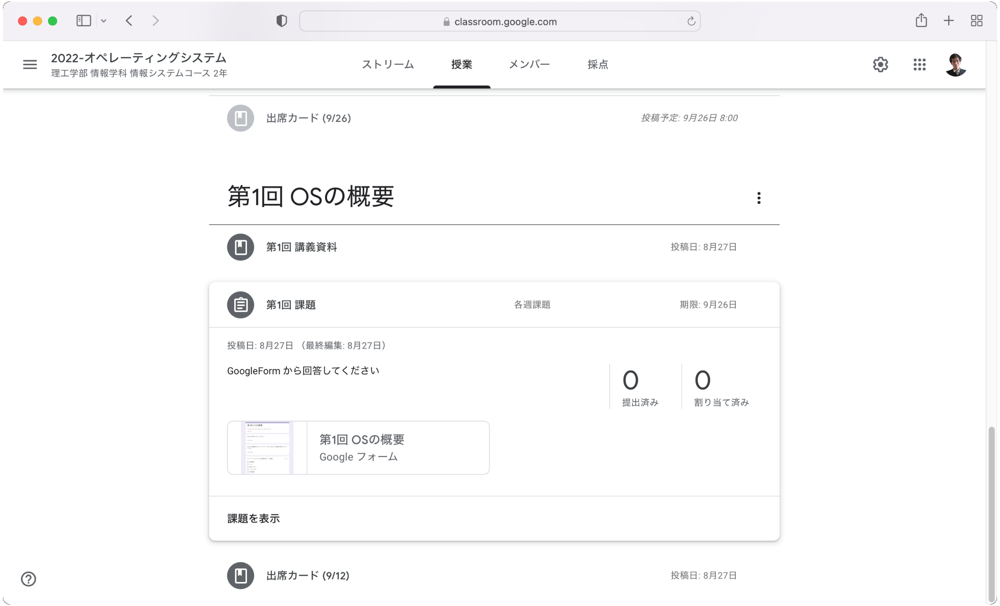 classroom.google.com
2022-オペレーティングシステム
理工学部 情報学科 情報システムコース 2年
ストリーム
授業
メンバー
採点
出席カード (9/26)
投稿予定: 9月26日 8:00
第1回 OSの概要
第1回 講義資料
投稿日: 8月27日
第1回 課題
各週課題
期限: 9月26日
投稿日: 8月27日 （最終編集: 8月27日）
GoogleForm から回答してください
0
提出済み
0
割り当て済み
第1回 OSの概要
Google フォーム
課題を表示
出席カード (9/12)
投稿日: 8月27日